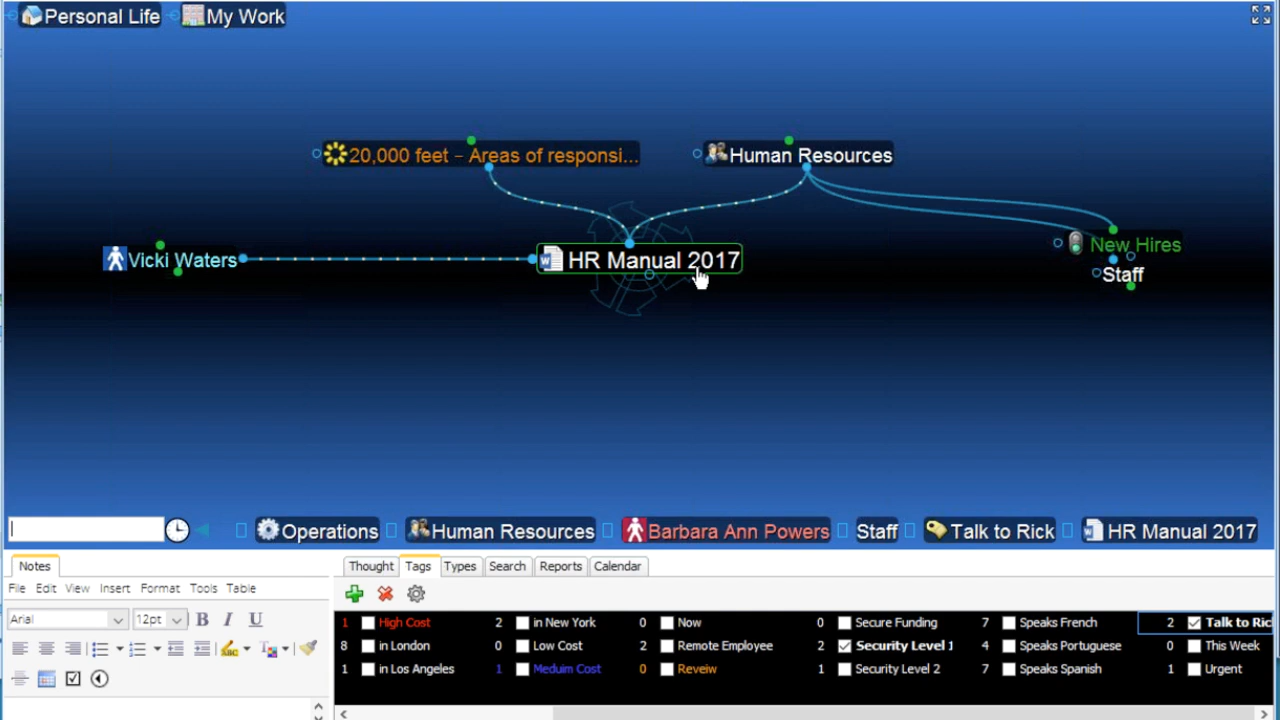 Personal Life My Work
20,000 feet – Areas of responsi... Human Resources
New Hires
Vicki Waters HR Manual 2017
Staff
Operations Human Resources Barbara Ann Powers Staff Talk to Rick HR Manual 2017
Notes Thought Tags Types Search Reports Calendar
File Edit View Insert Format Tools Table
Arial 12pt B I U
1 High Cost 2 in New York 0 Now 0 Secure Funding 7 Speaks French 2 Talk to Ric
8 in London 0 Low Cost 2 Remote Employee 2 Security Level 1 4 Speaks Portuguese 0 This Week
1 in Los Angeles 1 Meduim Cost 0 Reveiw 1 Security Level 2 7 Speaks Spanish 1 Urgent